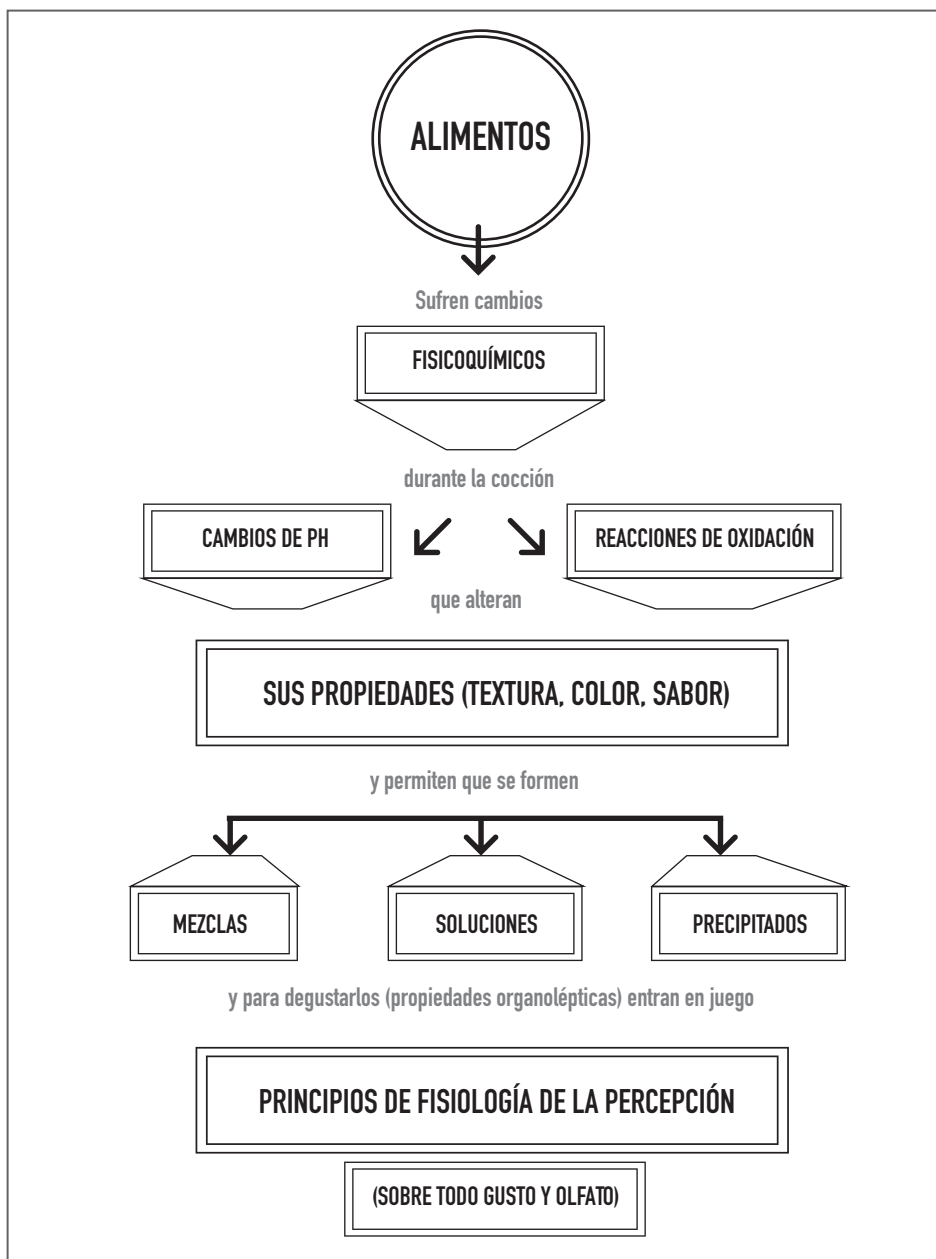 ALIMENTOS
Sufren cambios
FISICOQUÍMICOS
durante la cocción
CAMBIOS DE PH
REACCIONES DE OXIDACIÓN
que alteran
SUS PROPIEDADES (TEXTURA, COLOR, SABOR)
y permiten que se formen
MEZCLAS
SOLUCIONES
PRECIPITADOS
y para degustarlos (propiedades organolépticas) entran en juego
PRINCIPIOS DE FISIOLOGÍA DE LA PERCEPCIÓN
(SOBRE TODO GUSTO Y OLFATO)